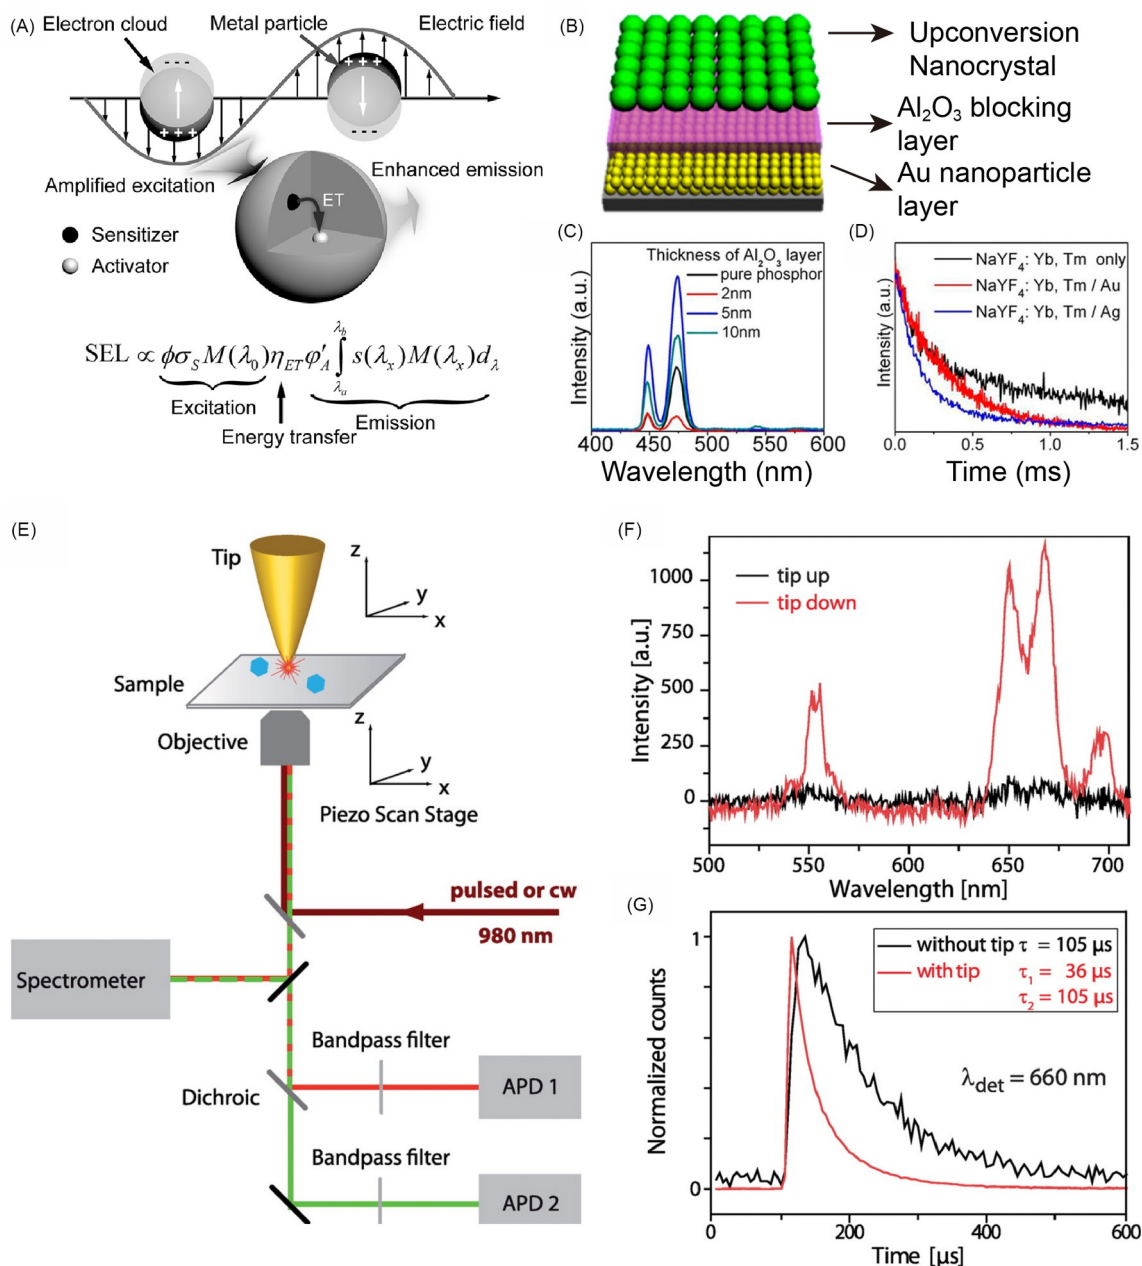 (A)
Electron cloud
Metal particle
Electric field
- - -
+ + +
+ + +
- - -
Amplified excitation
Enhanced emission
ET
Sensitizer
Activator
SEL ∝ ϕσ_S M(λ_0)η_ET φ′_A ∫_{λ_a}^{λ_b} s(λ_x)M(λ_x)d_λ
Excitation
Emission
Energy transfer
(B)
Upconversion
Nanocrystal
Al₂O₃ blocking
layer
Au nanoparticle
layer
(C)
Thickness of Al₂O₃ layer
pure phosphor
2nm
5nm
10nm
Intensity (a.u.)
400 450 500 550 600
Wavelength (nm)
(D)
NaYF₄: Yb, Tm only
NaYF₄: Yb, Tm / Au
NaYF₄: Yb, Tm / Ag
Intensity (a.u.)
0.0 0.5 1.0 1.5
Time (ms)
(E)
Tip
z
y
x
Sample
Objective
z
y
x
Piezo Scan Stage
pulsed or cw
980 nm
Spectrometer
Bandpass filter
Dichroic
APD 1
Bandpass filter
APD 2
(F)
tip up
tip down
1000
750
500
250
0
Intensity [a.u.]
500 550 600 650 700
Wavelength [nm]
(G)
without tip τ = 105 µs
with tip τ₁ = 36 µs
τ₂ = 105 µs
λ_det = 660 nm
1
0
Normalized counts
0 200 400 600
Time [µs]